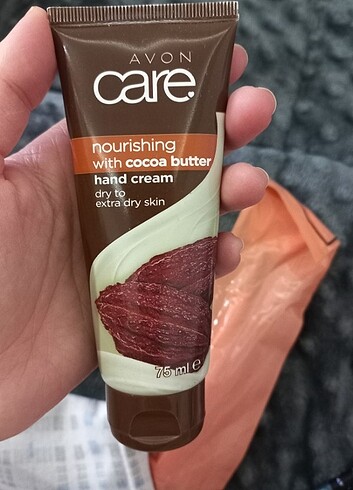 AVON
care.
nourishing
with cocoa butter
hand cream
dry to
extra dry skin
75 ml e